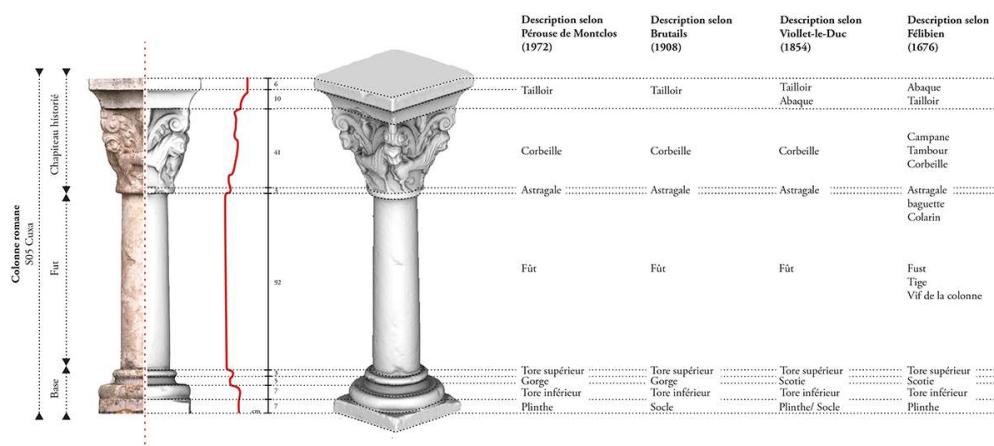 Description selon
Pérouse de Montclos
(1972)
Description selon
Brutails
(1908)
Description selon
Viollet-le-Duc
(1854)
Description selon
Félibien
(1676)
Colonne romane
S05 Cuxa
Chapiteau historié
Fut
Base
6
10
41
92
7
7
cm
Tailloir
Corbeille
Astragale
Fût
Tore supérieur
Gorge
Tore inférieur
Plinthe
Tailloir
Corbeille
Astragale
Fût
Tore supérieur
Gorge
Tore inférieur
Socle
Tailloir
Abaque
Corbeille
Astragale
Fût
Tore supérieur
Scotie
Tore inférieur
Plinthe/ Socle
Abaque
Tailloir
Campane
Tambour
Corbeille
Astragale
baguette
Colarin
Fust
Tige
Vif de la colonne
Tore supérieur
Scotie
Tore inférieur
Plinthe